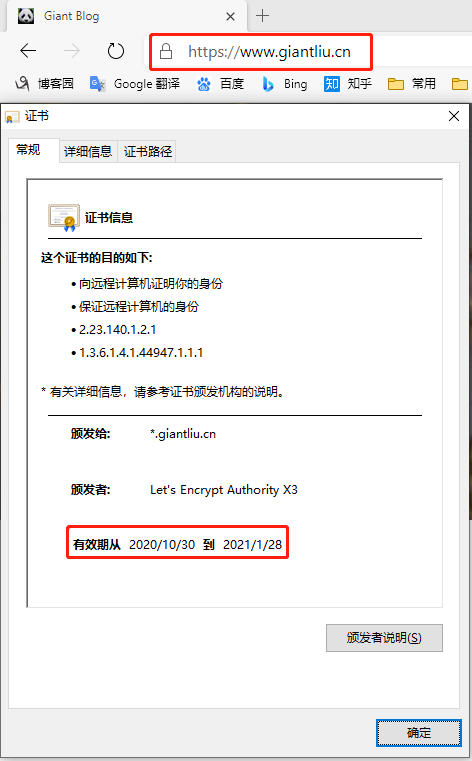 Giant Blog
https://www.giantliu.cn
博客园 Google 翻译 百度 Bing 知乎 常用
证书
常规 详细信息 证书路径
证书信息
这个证书的目的如下:
• 向远程计算机证明你的身份
• 保证远程计算机的身份
• 2.23.140.1.2.1
• 1.3.6.1.4.1.44947.1.1.1
* 有关详细信息，请参考证书颁发机构的说明。
颁发给: *.giantliu.cn
颁发者: Let's Encrypt Authority X3
有效期从 2020/10/30 到 2021/1/28
颁发者说明(S)
确定